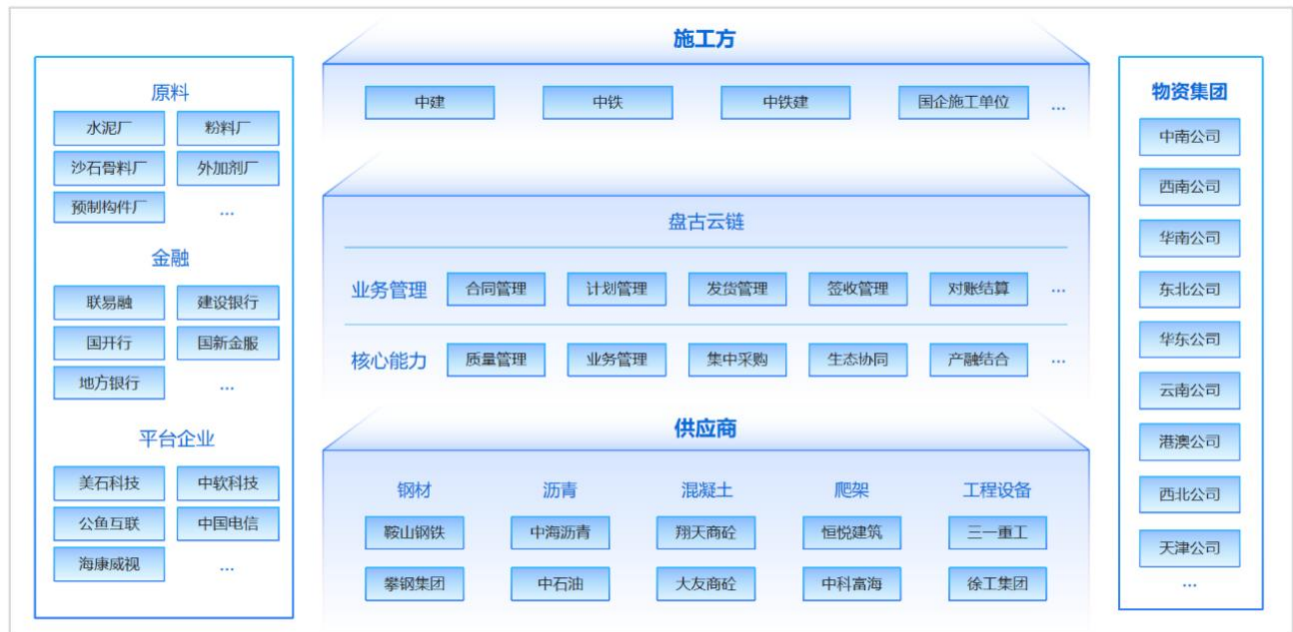 原料
水泥厂 粉料厂
沙石骨料厂 外加剂厂
预制构件厂 ...
金融
联易融 建设银行
国开行 国新金服
地方银行 ...
平台企业
美石科技 中软科技
公鱼互联 中国电信
海康威视 ...
施工方
中建 中铁 中铁建 国企施工单位 ...
盘古云链
业务管理 合同管理 计划管理 发货管理 签收管理 对账结算 ...
核心能力 质量管理 业务管理 集中采购 生态协同 产融结合 ...
供应商
钢材 沥青 混凝土 爬架 工程设备
鞍山钢铁 中海沥青 翔天商砼 恒悦建筑 三一重工
攀钢集团 中石油 大友商砼 中科富海 徐工集团
物资集团
中南公司
西南公司
华南公司
东北公司
华东公司
云南公司
港澳公司
西北公司
天津公司
...